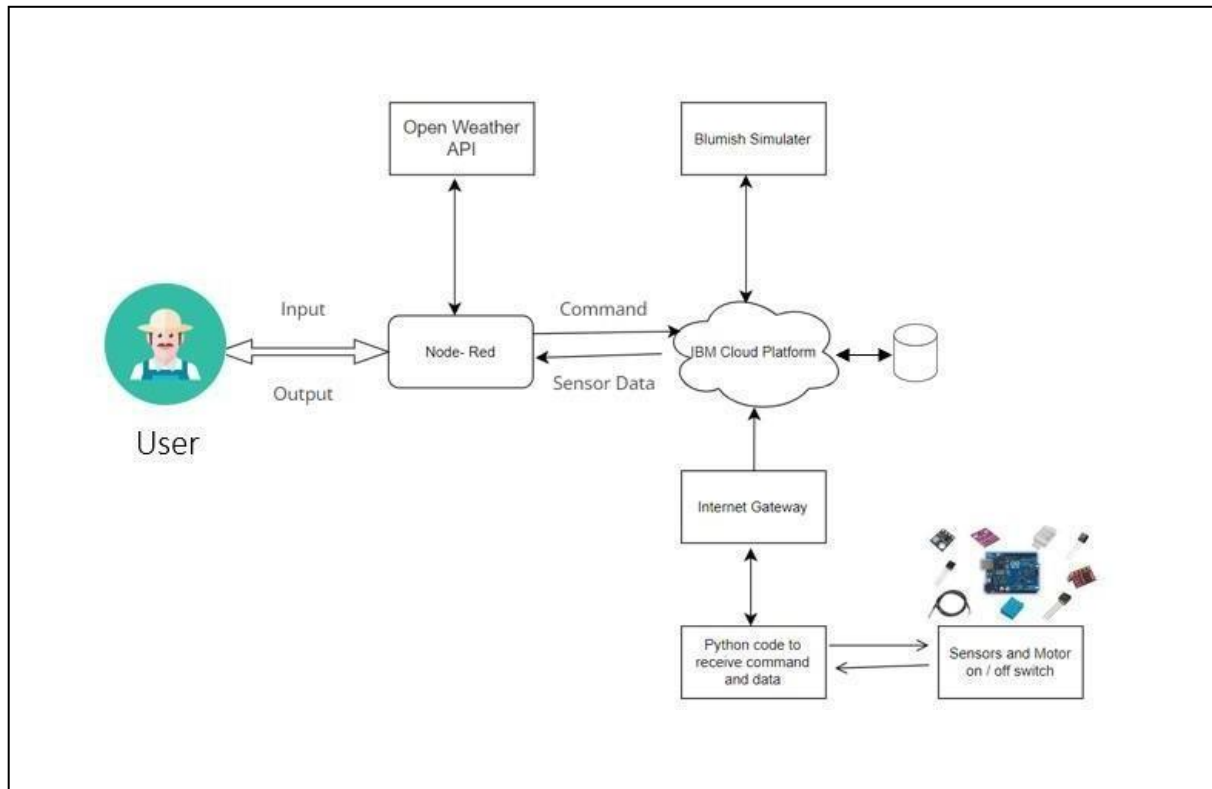 Open Weather
API
Blumish Simulater
Input
Command
Node- Red
IBM Cloud Platform
Output
Sensor Data
User
Internet Gateway
Python code to
receive command
and data
Sensors and Motor
on / off switch